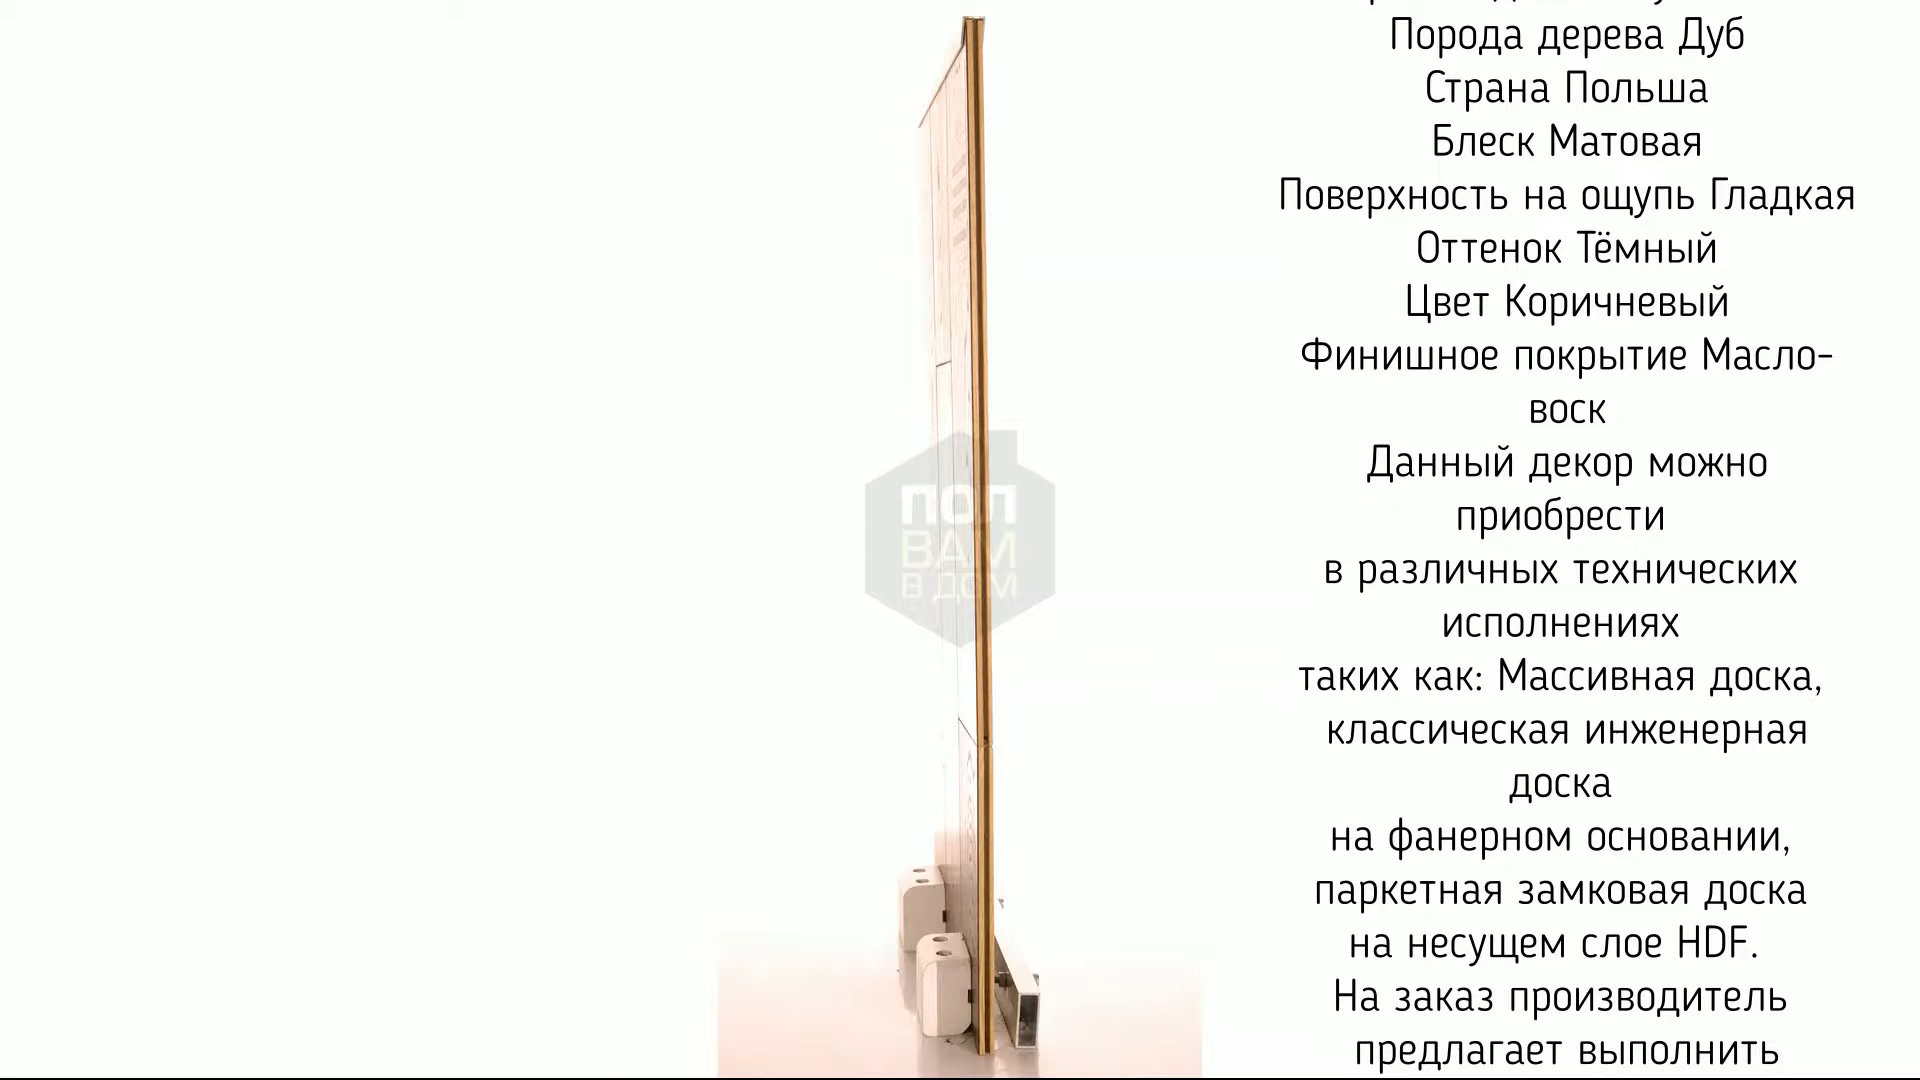 Порода дерева Дуб
Страна Польша
Блеск Матовая
Поверхность на ощупь Гладкая
Оттенок Тёмный
Цвет Коричневый
Финишное покрытие Масло-
воск
Данный декор можно
приобрести
в различных технических
исполнениях
таких как: Массивная доска,
классическая инженерная
доска
на фанерном основании,
паркетная замковая доска
на несущем слое HDF.
На заказ производитель
предлагает выполнить
ПОЛ
ВАМ
В ДОМ